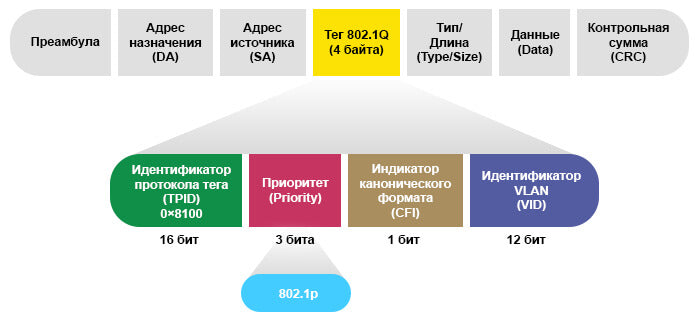 Преамбула
Адрес
назначения
(DA)
Адрес
источника
(SA)
Тег 802.1Q
(4 байта)
Тип/
Длина
(Type/Size)
Данные
(Data)
Контрольная
сумма
(CRC)
Идентификатор
протокола тега
(TPID)
0×8100
Приоритет
(Priority)
Индикатор
канонического
формата
(CFI)
Идентификатор
VLAN
(VID)
16 бит
3 бита
1 бит
12 бит
802.1p